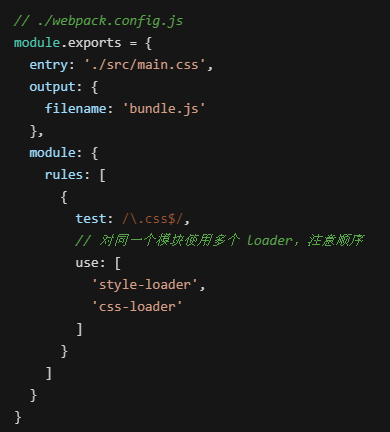 // ./webpack.config.js
module.exports = {
  entry: './src/main.css',
  output: {
    filename: 'bundle.js'
  },
  module: {
    rules: [
      {
        test: /\.css$/,
        // 对同一个模块使用多个 loader，注意顺序
        use: [
          'style-loader',
          'css-loader'
        ]
      }
    ]
  }
}